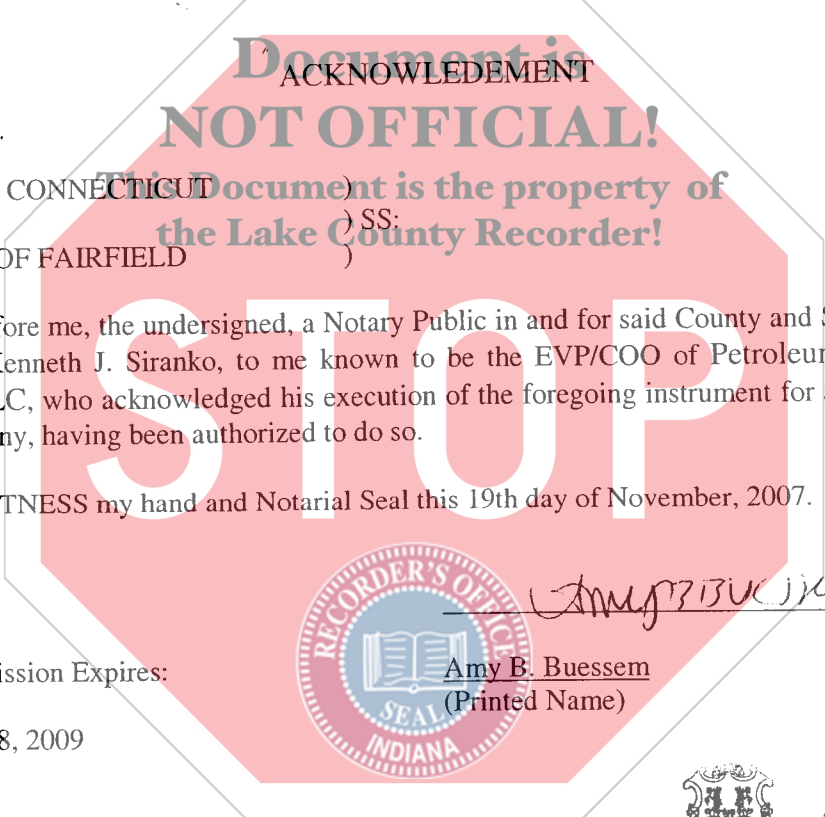 Document is
ACKNOWLEDEMENT
NOT OFFICIAL!
This Document is the property of
the Lake County Recorder!
CONNECTICUT )
) SS:
OF FAIRFIELD )
fore me, the undersigned, a Notary Public in and for said County and S
Kenneth J. Siranko, to me known to be the EVP/COO of Petroleu
LC, who acknowledged his execution of the foregoing instrument for
ny, having been authorized to do so.
STOP
TNESS my hand and Notarial Seal this 19th day of November, 2007.
RECORDER'S OFFICE
SEAL
INDIANA
ission Expires:
Amy B. Buessem
(Printed Name)
8, 2009